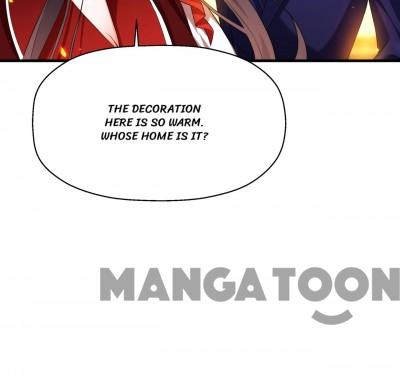 THE DECORATION
HERE IS SO WARM.
WHOSE HOME IS IT?
MANGATOON